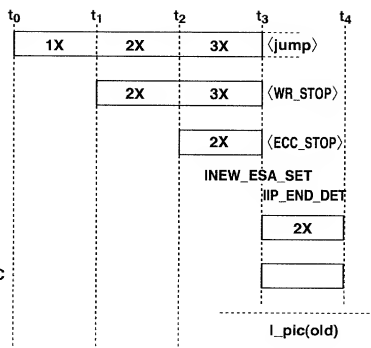 t0 t1 t2 t3 t4
1X 2X 3X 〈jump〉
2X 3X 〈WR_STOP〉
2X 〈ECC_STOP〉
INEW_ESA_SET
IIP_END_DET
2X
C
I_pic(old)